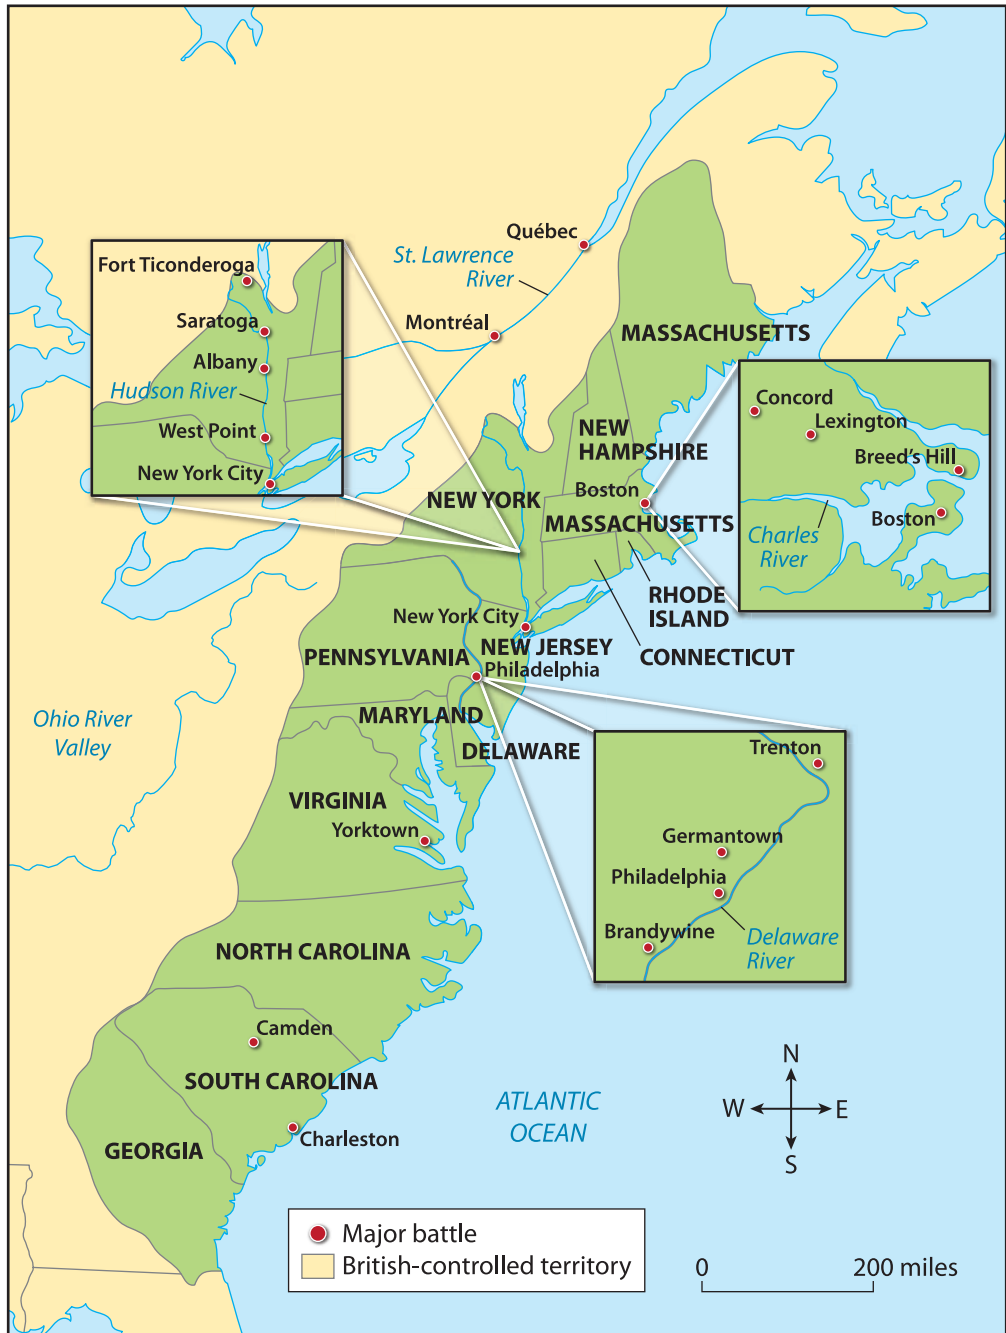 Québec
St. Lawrence
River
Montréal
MASSACHUSETTS
Fort Ticonderoga
Saratoga
Albany
Hudson River
West Point
New York City
NEW
HAMPSHIRE
NEW YORK
Boston
MASSACHUSETTS
Concord
Lexington
Breed's Hill
Boston
Charles
River
RHODE
ISLAND
CONNECTICUT
New York City
NEW JERSEY
PENNSYLVANIA
Philadelphia
MARYLAND
DELAWARE
Ohio River
Valley
VIRGINIA
Yorktown
Trenton
Germantown
Philadelphia
Brandywine
Delaware
River
NORTH CAROLINA
Camden
SOUTH CAROLINA
Charleston
GEORGIA
ATLANTIC
OCEAN
N
W E
S
Major battle
British-controlled territory
0 200 miles